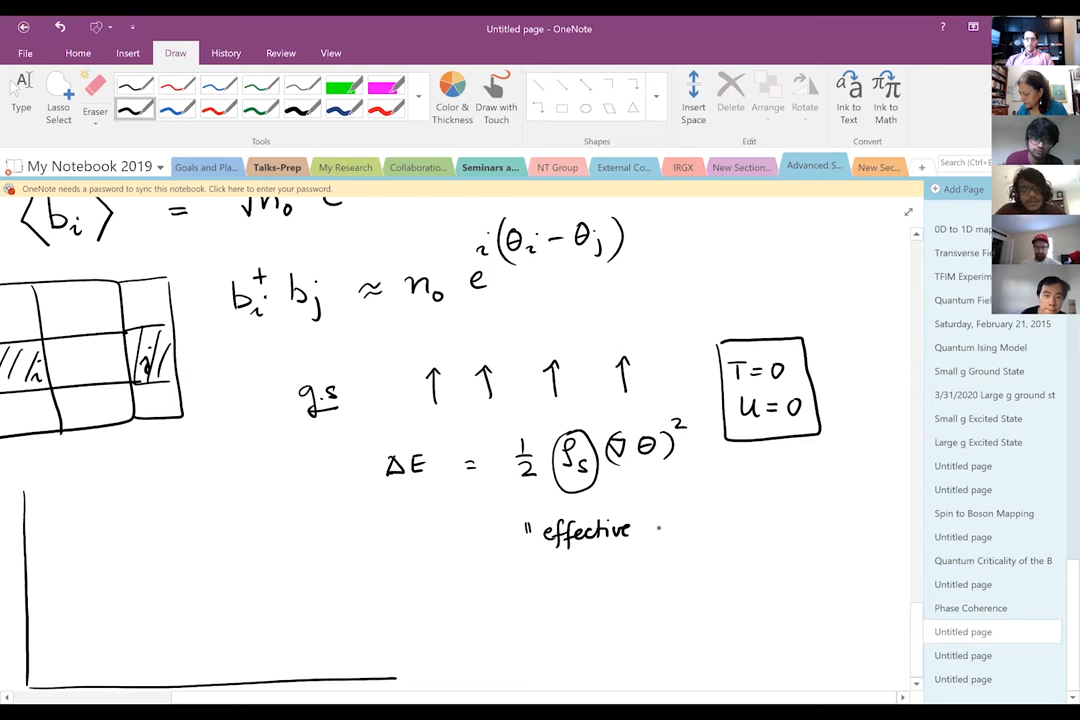 Untitled page - OneNote
?
File Home Insert Draw History Review View
Type
Lasso Select
Eraser
Color & Thickness
Draw with Touch
Insert Space
Delete
Arrange
Rotate
Ink to Text
Ink to Math
Tools
Shapes
Edit
Convert
My Notebook 2019
Goals and Pla...
Talks-Prep
My Research
Collaboratio...
Seminars a...
NT Group
External Co...
IRGX
New Section...
Advanced S...
New Sec...
Search (Ctrl+E
OneNote needs a password to sync this notebook. Click here to enter your password.
Add Page
0D to 1D map
Transverse Fie
TFIM Experim
Quantum Fiel
Saturday, February 21, 2015
Quantum Ising Model
Small g Ground State
3/31/2020 Large g ground st
Small g Excited State
Large g Excited State
Untitled page
Untitled page
Spin to Boson Mapping
Untitled page
Quantum Criticality of the B
Untitled page
Phase Coherence
Untitled page
Untitled page
Untitled page
⟨b_i⟩ = √n₀ e
b_i^+ b_j ≈ n₀ e^{i(θ_i − θ_j)}
i i
g.s ↑ ↑ ↑ ↑
T=0
U=0
ΔE = 1/2 ρ_s (∇θ)²
" effective